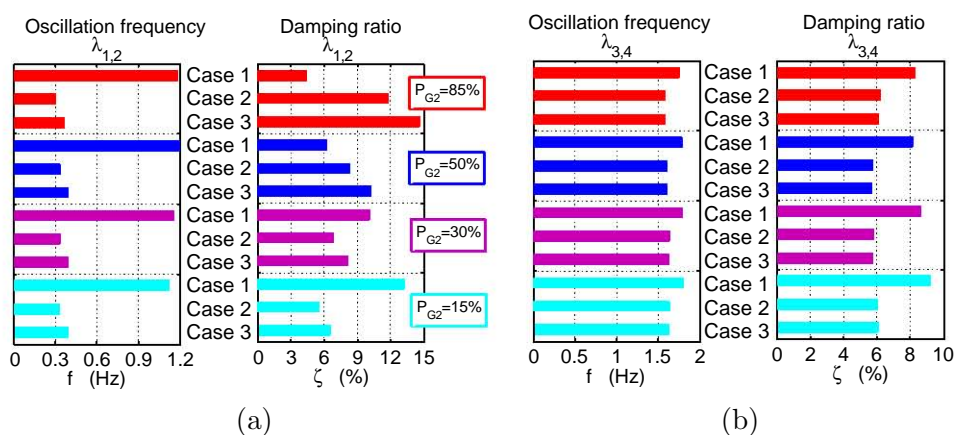 Oscillation frequency
λ1,2
Damping ratio
λ1,2
Case 1
Case 2
Case 3
PG2=85%
Case 1
Case 2
Case 3
PG2=50%
Case 1
Case 2
Case 3
PG2=30%
Case 1
Case 2
Case 3
PG2=15%
0 0.3 0.6 0.9 1.2
f (Hz)
0 3 6 9 12 15
ζ (%)
(a)
Oscillation frequency
λ3,4
Damping ratio
λ3,4
Case 1
Case 2
Case 3
Case 1
Case 2
Case 3
Case 1
Case 2
Case 3
Case 1
Case 2
Case 3
0 0.5 1 1.5 2
f (Hz)
0 2 4 6 8 10
ζ (%)
(b)